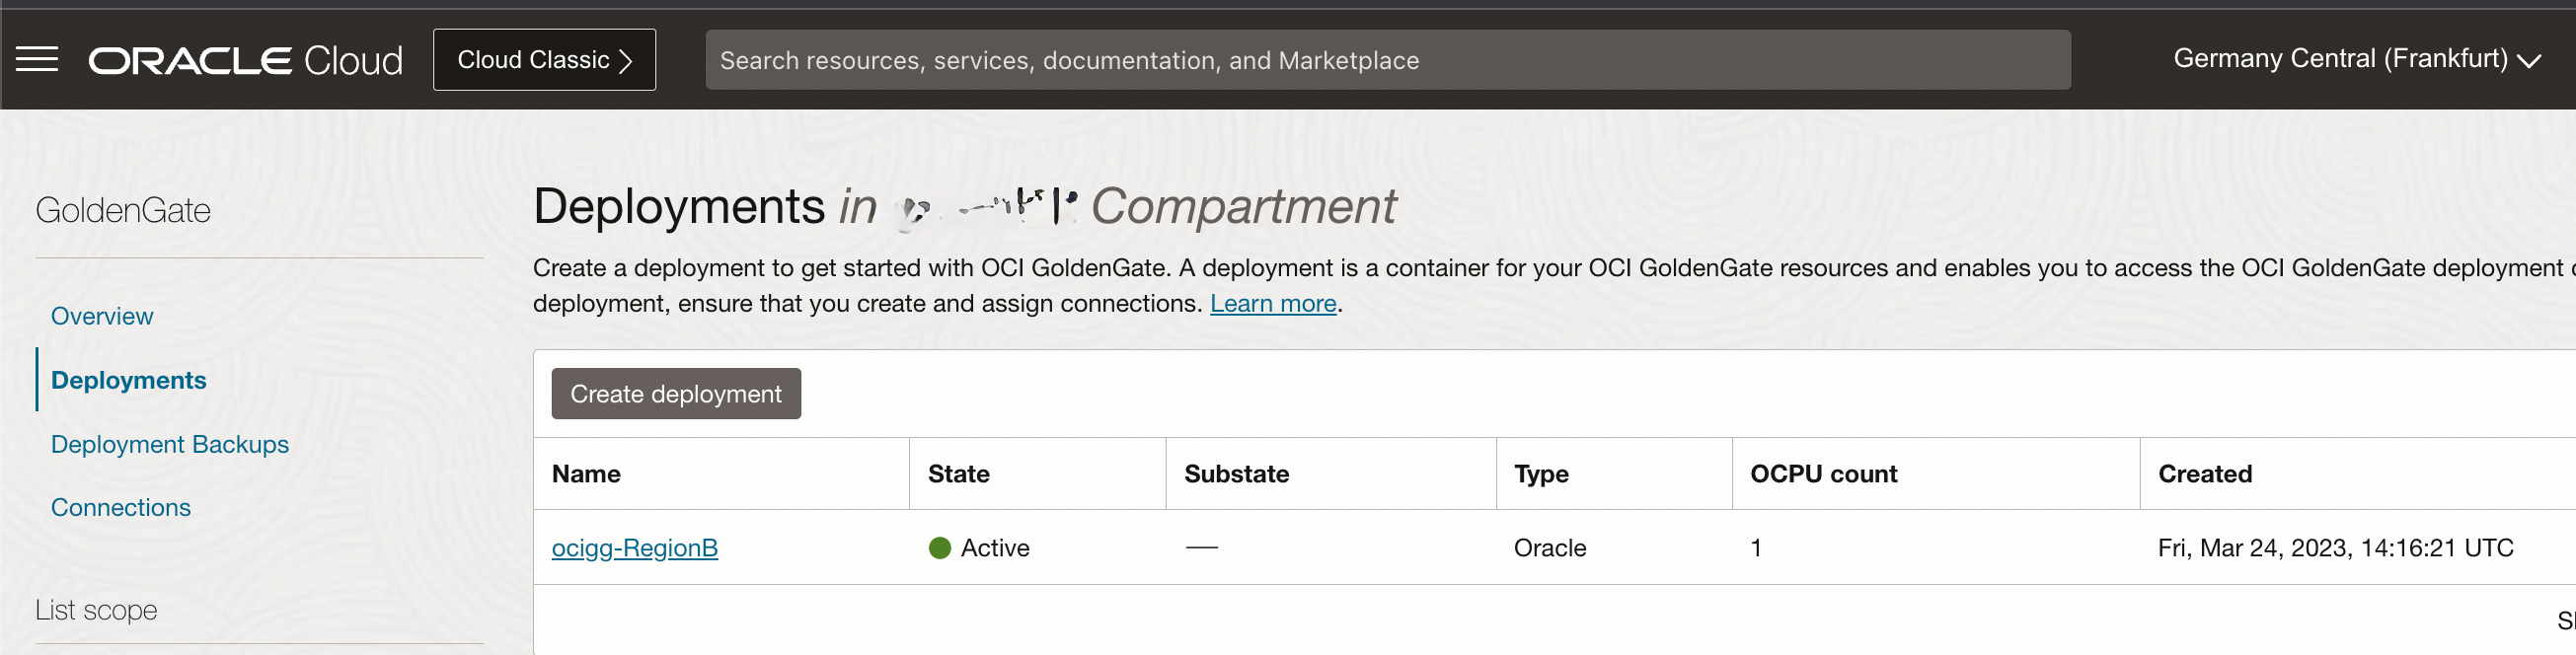 ORACLE Cloud
Cloud Classic
Search resources, services, documentation, and Marketplace
Germany Central (Frankfurt)
GoldenGate
Overview
Deployments
Deployment Backups
Connections
List scope
Deployments in Compartment
Create a deployment to get started with OCI GoldenGate. A deployment is a container for your OCI GoldenGate resources and enables you to access the OCI GoldenGate deployment
deployment, ensure that you create and assign connections. Learn more.
Create deployment
Name State Substate Type OCPU count Created
ocigg-RegionB Active — Oracle 1 Fri, Mar 24, 2023, 14:16:21 UTC